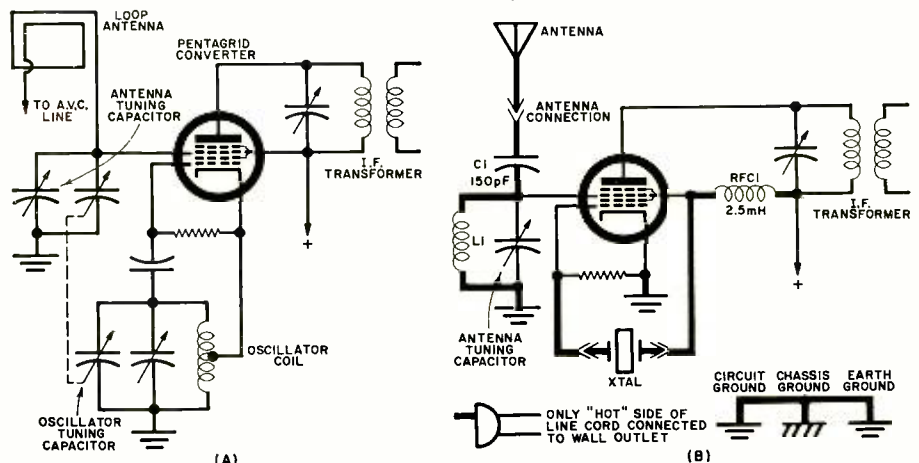 LOOP
ANTENNA
PENTAGRID
CONVERTER
TO A.V.C.
LINE
ANTENNA
TUNING
CAPACITOR
I.F.
TRANSFORMER
+
OSCILLATOR
COIL
OSCILLATOR
TUNING
CAPACITOR
(A)
ANTENNA
ANTENNA
CONNECTION
C1
150pF
L1
RFC1
2.5mH
I.F.
TRANSFORMER
+
ANTENNA
TUNING
CAPACITOR
XTAL
CIRCUIT
GROUND
CHASSIS
GROUND
EARTH
GROUND
ONLY "HOT" SIDE OF
LINE CORD CONNECTED
TO WALL OUTLET
(B)